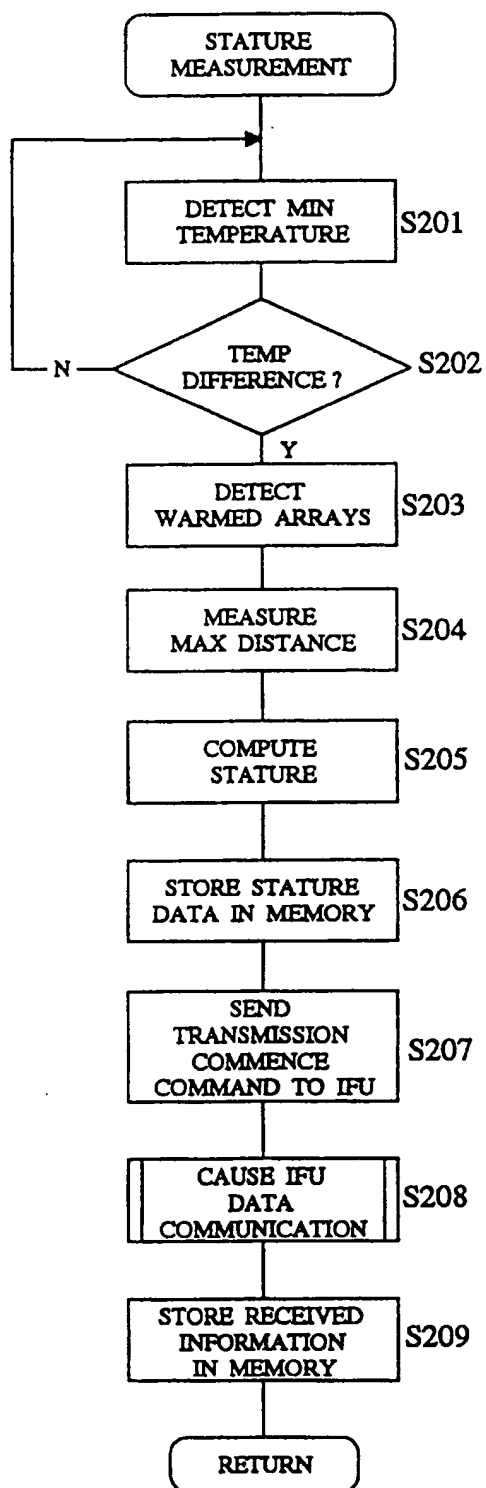 STATURE
MEASUREMENT
DETECT MIN
TEMPERATURE
S201
TEMP
DIFFERENCE ?
S202
N
Y
DETECT
WARMED ARRAYS
S203
MEASURE
MAX DISTANCE
S204
COMPUTE
STATURE
S205
STORE STATURE
DATA IN MEMORY
S206
SEND
TRANSMISSION
COMMENCE
COMMAND TO IFU
S207
CAUSE IFU
DATA
COMMUNICATION
S208
STORE RECEIVED
INFORMATION
IN MEMORY
S209
RETURN